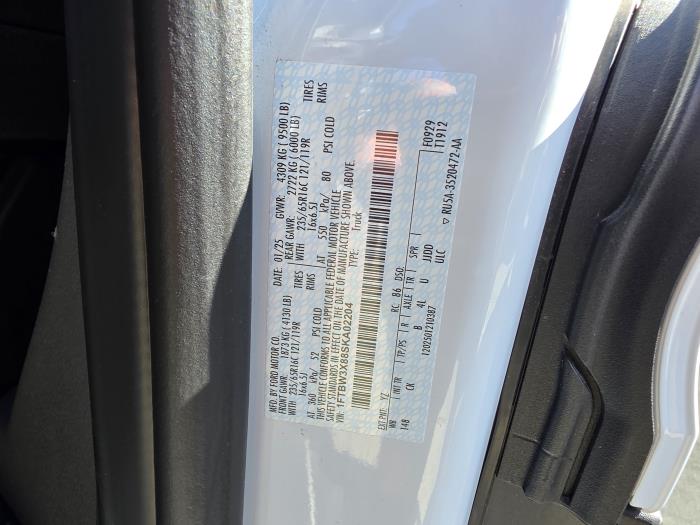 MFD. BY FORD MOTOR CO. DATE: 01/25 GVWR: 4309 KG ( 9500 LB)
FRONT GAWR: 1873 KG ( 4130 LB) REAR GAWR: 2722 KG ( 6000 LB)
WITH 235/65R16C 121/119R TIRES WITH 235/65R16C 121/119R TIRES
16x6.5J RIMS 16x6.5J RIMS
AT 360 kPa/ 52 PSI COLD AT 550 kPa/ 80 PSI COLD
THIS VEHICLE CONFORMS TO ALL APPLICABLE FEDERAL MOTOR VEHICLE
SAFETY STANDARDS IN EFFECT ON THE DATE OF MANUFACTURE SHOWN ABOVE.
VIN: 1FTBW3X88SKA02204 TYPE: Truck
EXT PNT: YZ RC: 86 DSO: F0929
WB INT TR TP/PS R AXLE TR SPR T1912
148 CK B 4L U JJDD
1202501210387 ULC ▽ RU5A-3520472-AA